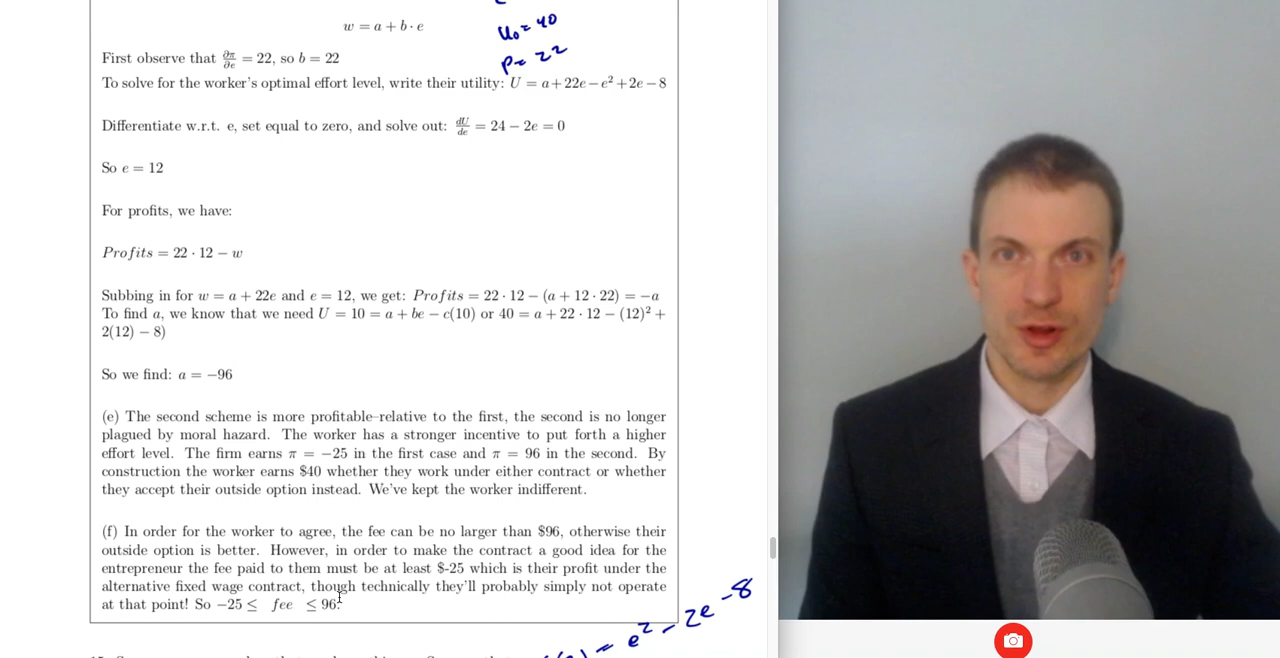 w = a + b · e
u₀ = 40
First observe that ∂π/∂e = 22, so b = 22
p = 22
To solve for the worker's optimal effort level, write their utility: U = a+22e−e²+2e−8
Differentiate w.r.t. e, set equal to zero, and solve out: dU/de = 24 − 2e = 0
So e = 12
For profits, we have:
Profits = 22 · 12 − w
Subbing in for w = a + 22e and e = 12, we get: Profits = 22 · 12 − (a + 12 · 22) = −a
To find a, we know that we need U = 10 = a + be − c(10) or 40 = a + 22 · 12 − (12)² +
2(12) − 8)
So we find: a = −96
(e) The second scheme is more profitable–relative to the first, the second is no longer
plagued by moral hazard. The worker has a stronger incentive to put forth a higher
effort level. The firm earns π = −25 in the first case and π = 96 in the second. By
construction the worker earns $40 whether they work under either contract or whether
they accept their outside option instead. We've kept the worker indifferent.
(f) In order for the worker to agree, the fee can be no larger than $96, otherwise their
outside option is better. However, in order to make the contract a good idea for the
entrepreneur the fee paid to them must be at least $-25 which is their profit under the
alternative fixed wage contract, though technically they'll probably simply not operate
at that point! So −25 ≤ fee ≤ 96.
= e² − 2e − 8